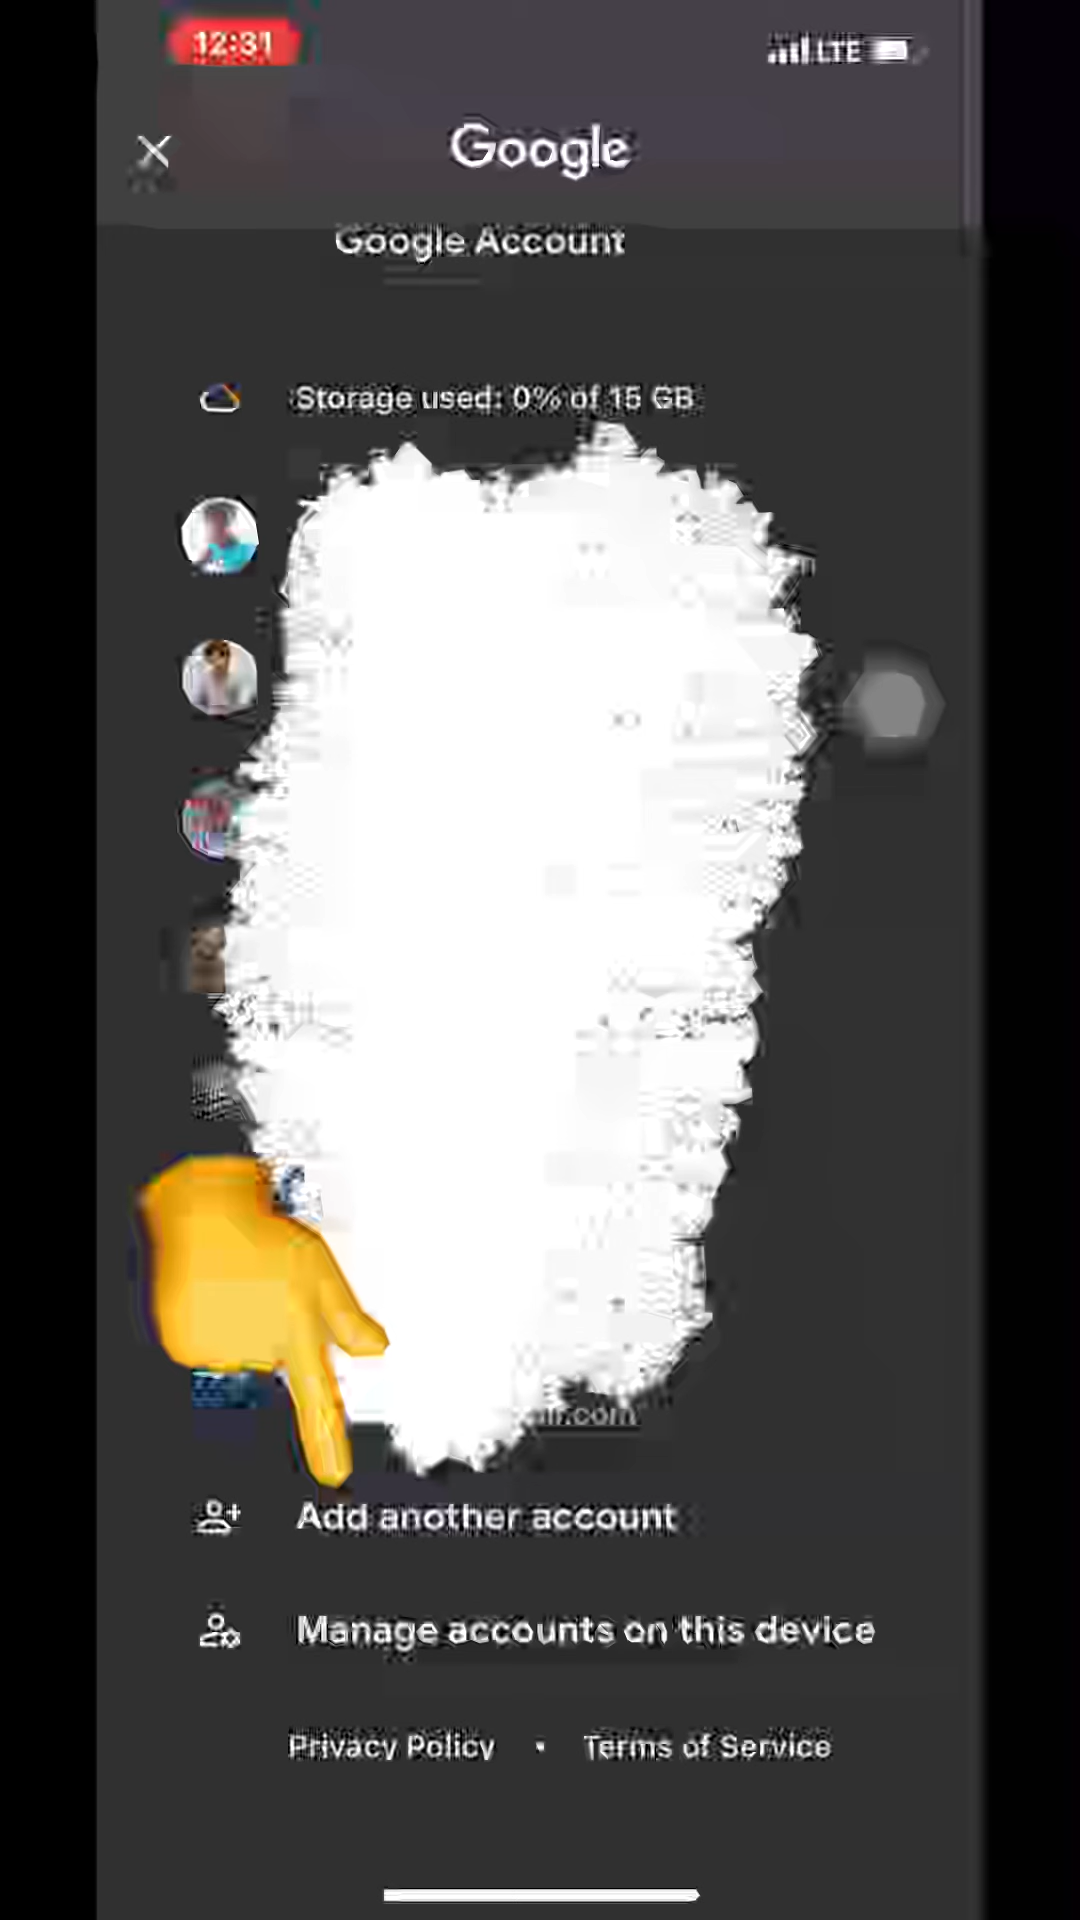 12:31
LTE
Google
Google Account
Storage used: 0% of 15 GB
.com
Add another account
Manage accounts on this device
Privacy Policy • Terms of Service